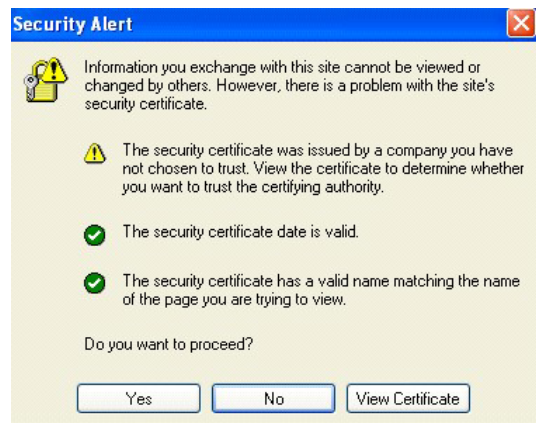 Security Alert
Information you exchange with this site cannot be viewed or
changed by others. However, there is a problem with the site's
security certificate.
The security certificate was issued by a company you have
not chosen to trust. View the certificate to determine whether
you want to trust the certifying authority.
The security certificate date is valid.
The security certificate has a valid name matching the name
of the page you are trying to view.
Do you want to proceed?
Yes No View Certificate